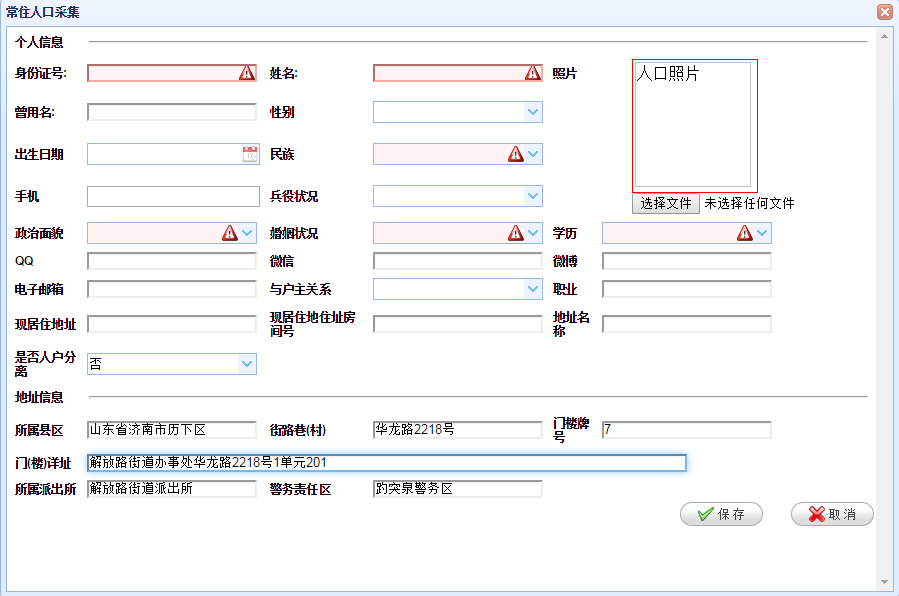 常住人口采集
个人信息
身份证号: 姓名: 照片 人口照片
曾用名: 性别
出生日期 民族
手机 兵役状况 选择文件 未选择任何文件
政治面貌 婚姻状况 学历
QQ 微信 微博
电子邮箱 与户主关系 职业
现居住地址 现居住地住址房间号 地址名称
是否人户分离 否
地址信息
所属县区 山东省济南市历下区 街路巷(村) 华龙路2218号 门楼牌号 7
门(楼)详址 解放路街道办事处华龙路2218号1单元201
所属派出所 解放路街道派出所 警务责任区 趵突泉警务区
保存 取消